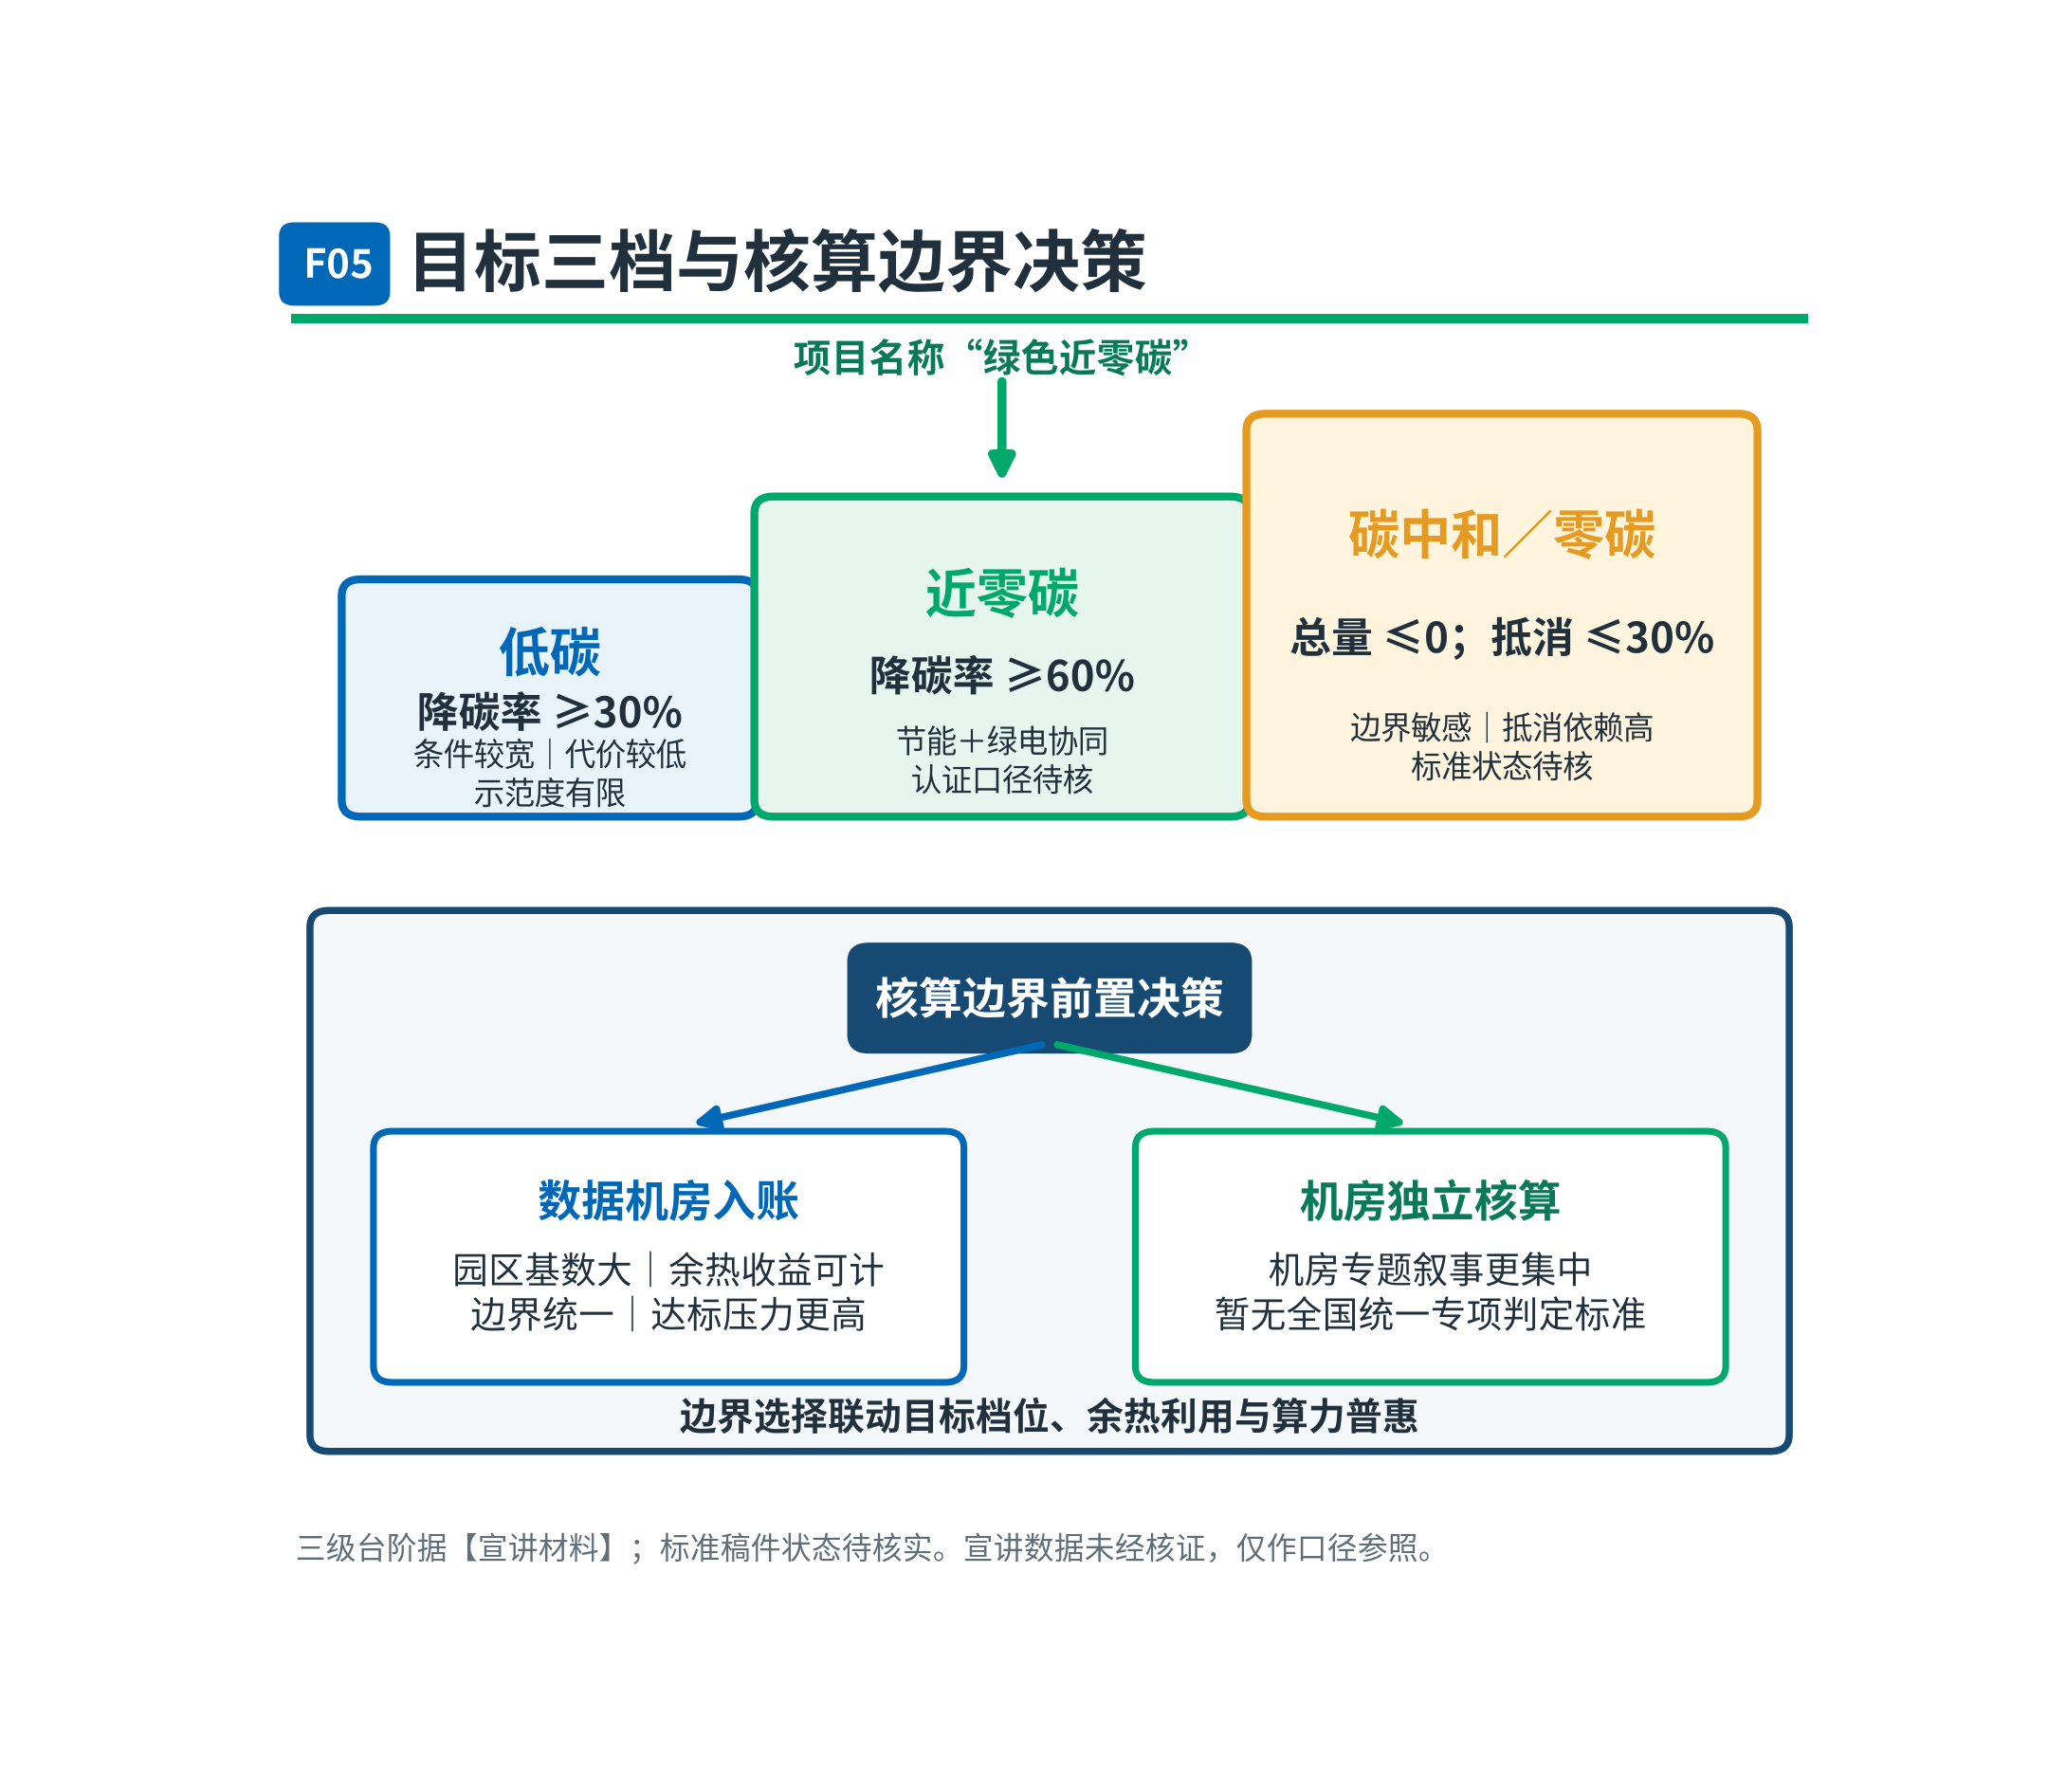 F05 目标三档与核算边界决策
项目名称“绿色近零碳”
低碳
降碳率 ≥30%
条件较宽｜代价较低
示范度有限
近零碳
降碳率 ≥60%
节能＋绿电协同
认证口径待核
碳中和／零碳
总量 ≤0；抵消 ≤30%
边界敏感｜抵消依赖高
标准状态待核
核算边界前置决策
数据机房入账
园区基数大｜余热收益可计
边界统一｜达标压力更高
机房独立核算
机房专题叙事更集中
暂无全国统一专项判定标准
边界选择联动目标档位、余热利用与算力普惠
三级台阶据【宣讲材料】；标准稿件状态待核实。宣讲数据未经核证，仅作口径参照。